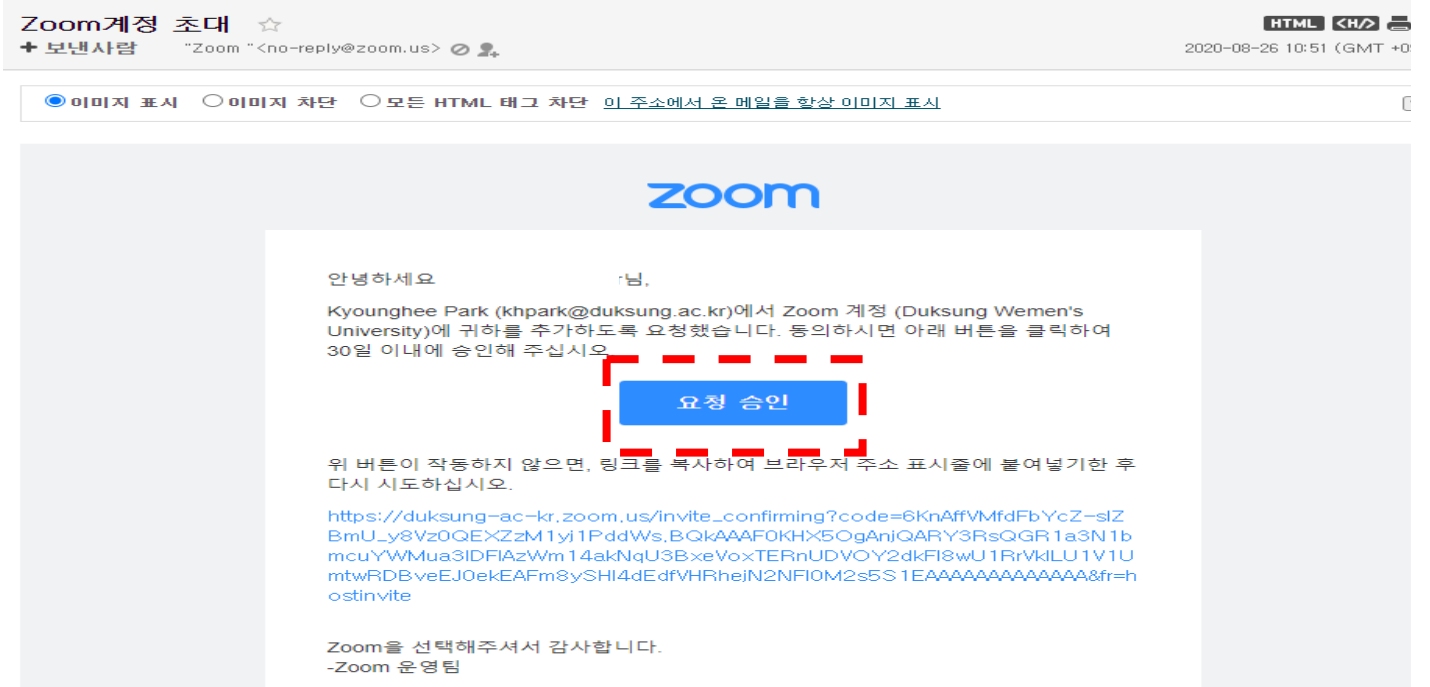 Zoom계정 초대
HTML <H/>
보낸사람 "Zoom "<no-reply@zoom.us> 2020-08-26 10:51 (GMT
이미지 표시 이미지 차단 모든 HTML 태그 차단 이 주소에서 온 메일을 항상 이미지 표시
zoom
안녕하세요 님,
Kyounghee Park (khpark@duksung.ac.kr)에서 Zoom 계정 (Duksung Wemen's
University)에 귀하를 추가하도록 요청했습니다. 동의하시면 아래 버튼을 클릭하여
30일 이내에 승인해 주십시오.
요청 승인
위 버튼이 작동하지 않으면, 링크를 복사하여 브라우저 주소 표시줄에 붙여넣기한 후
다시 시도하십시오.
https://duksung-ac-kr.zoom.us/invite_confirming?code=6KnAffVMfdFbYcZ-slZ
BmU_y8Vz0QEXZzM1yj1PddWs.BQkAAAF0KHX5OgAnjQARY3RsQGR1a3N1b
mcuYWMua3IDFlAzWm14akNqU3BxeVoxTERnUDVOY2dkFl8wU1RrVklLU1V1U
mtwRDBveEJ0ekEAFm8ySHI4dEdfVHRhejN2NFI0M2s5S1EAAAAAAAAAAAAA&fr=h
ostinvite
Zoom을 선택해주셔서 감사합니다.
-Zoom 운영팀